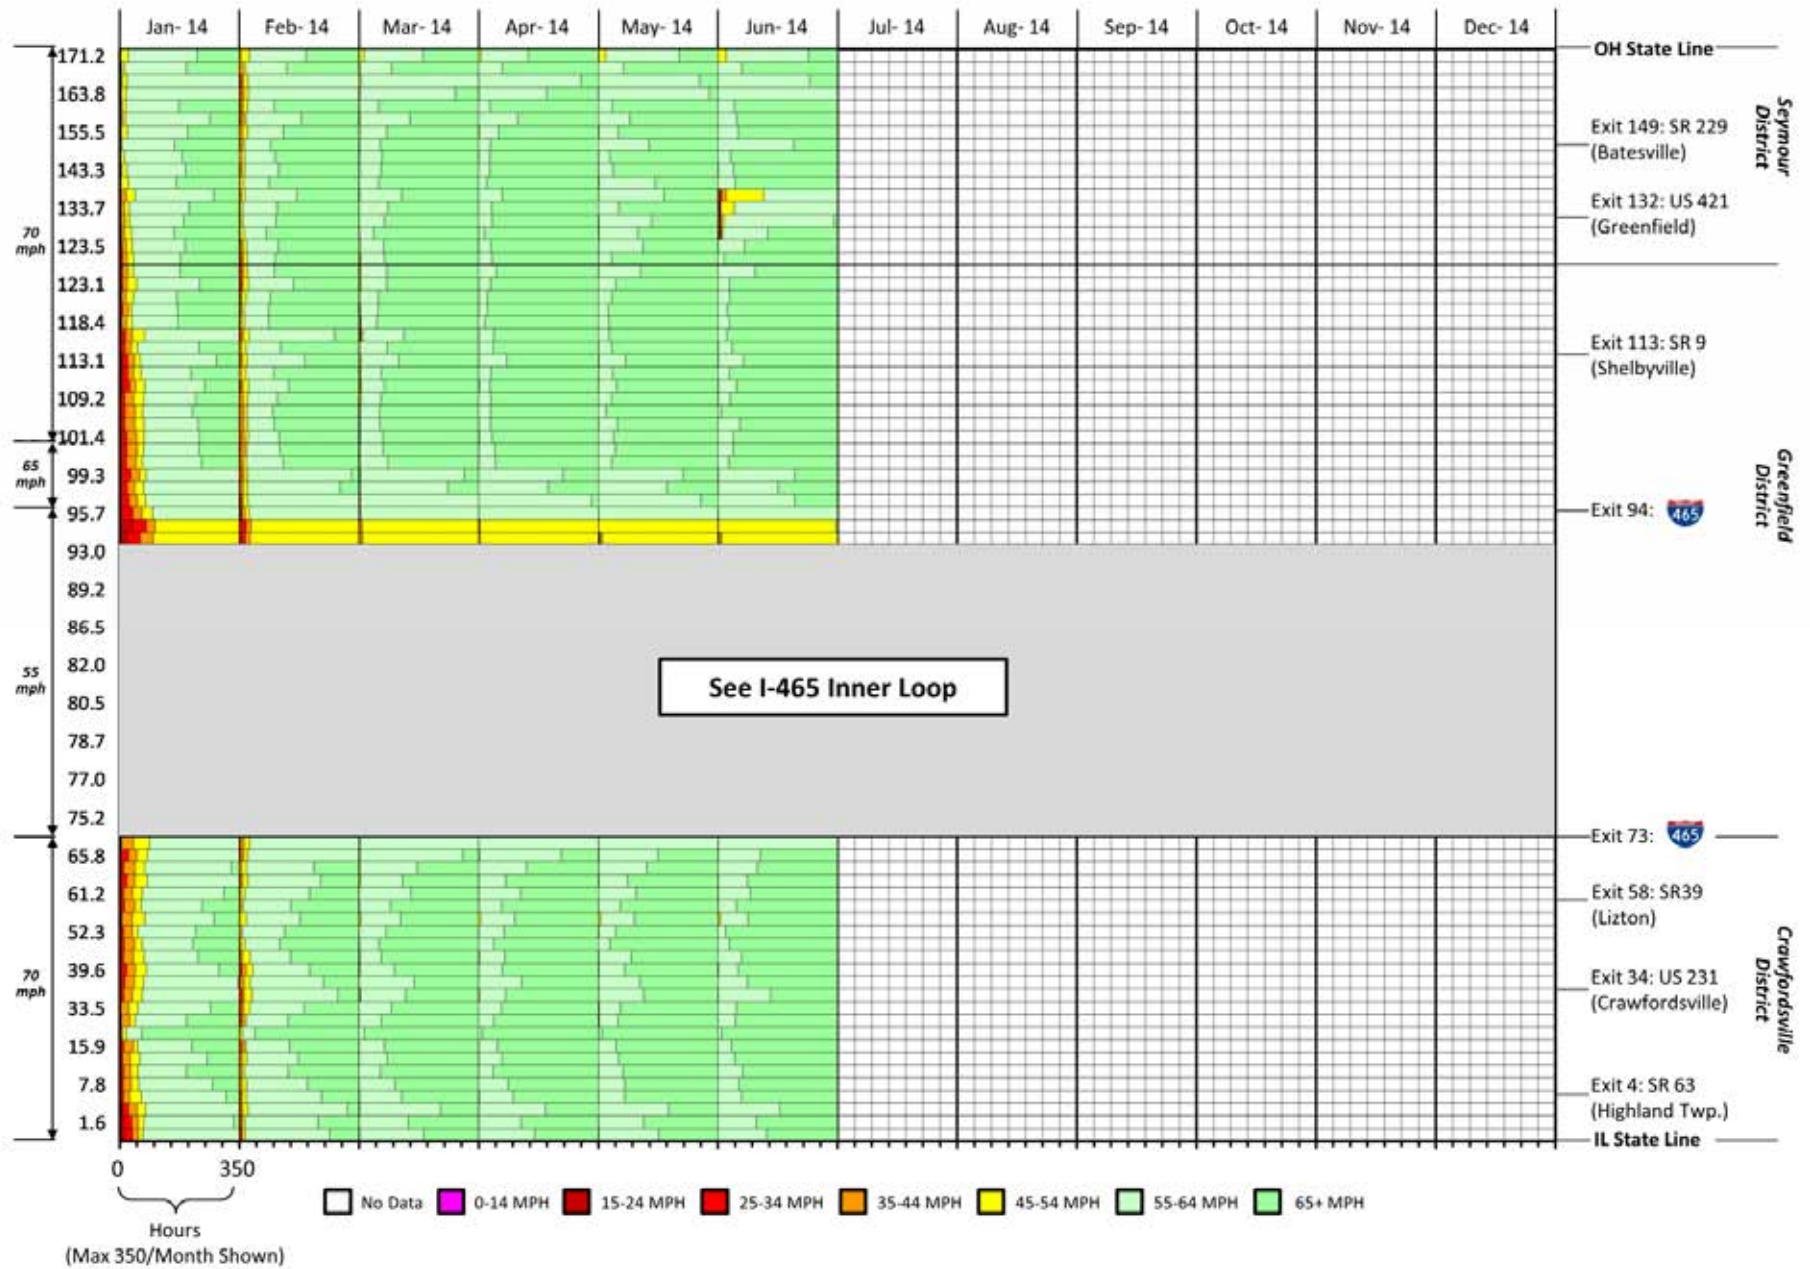 Jan- 14 Feb- 14 Mar- 14 Apr- 14 May- 14 Jun- 14 Jul- 14 Aug- 14 Sep- 14 Oct- 14 Nov- 14 Dec- 14
171.2
163.8
155.5
143.3
133.7
123.5
123.1
118.4
113.1
109.2
101.4
99.3
95.7
93.0
89.2
86.5
82.0
80.5
78.7
77.0
75.2
65.8
61.2
52.3
39.6
33.5
15.9
7.8
1.6
70
mph
65
mph
55
mph
70
mph
See I-465 Inner Loop
OH State Line
Exit 149: SR 229
(Batesville)
Exit 132: US 421
(Greenfield)
Exit 113: SR 9
(Shelbyville)
Exit 94: 465
Exit 73: 465
Exit 58: SR39
(Lizton)
Exit 34: US 231
(Crawfordsville)
Exit 4: SR 63
(Highland Twp.)
IL State Line
Seymour
District
Greenfield
District
Crawfordsville
District
0 350
Hours
(Max 350/Month Shown)
No Data 0-14 MPH 15-24 MPH 25-34 MPH 35-44 MPH 45-54 MPH 55-64 MPH 65+ MPH